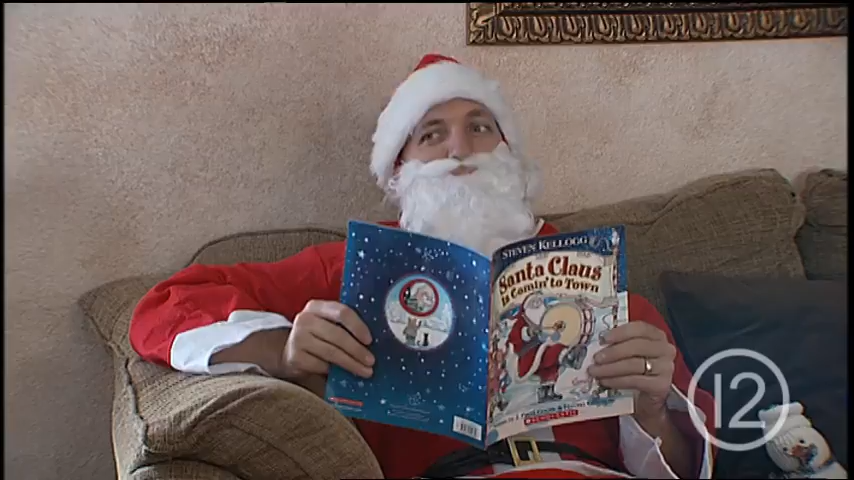 STEVEN KELLOGG
Santa Claus
is Comin' to Town
SCHOLASTIC
12